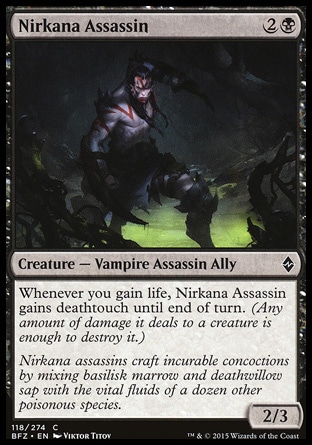 Nirkana Assassin 2
Creature — Vampire Assassin Ally
Whenever you gain life, Nirkana Assassin
gains deathtouch until end of turn. (Any
amount of damage it deals to a creature is
enough to destroy it.)
Nirkana assassins craft incurable concoctions
by mixing basilisk marrow and deathwillow
sap with the vital fluids of a dozen other
poisonous species.
2/3
118/274 C
BFZ • EN Viktor Titov
™ & © 2015 Wizards of the Coast